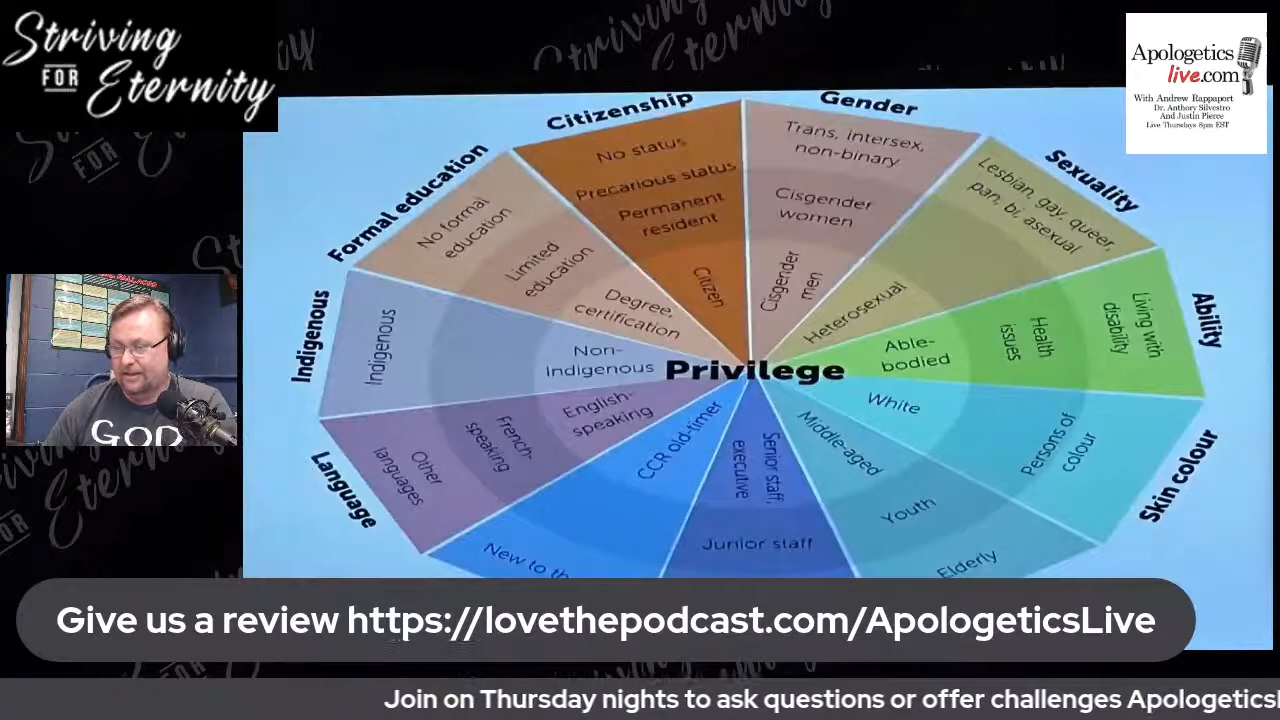 Striving
FOR
Eternity
Apologetics
live.com
With Andrew Rappaport
Dr. Anthony Silvestro
And Justin Pierce
Live Thursdays 8pm EST
Citizenship
No status
Precarious status
Permanent
resident
Citizen
Gender
Trans, intersex,
non-binary
Cisgender
women
Cisgender
men
Sexuality
Lesbian, gay, queer,
pan, bi, asexual
Heterosexual
Ability
Living with
disability
Health
issues
Able-
bodied
Skin colour
Persons of
colour
White
Middle-aged
Youth
Elderly
Senior staff,
executive
Junior staff
CCR old-timer
New to th
Language
Other
languages
French-
speaking
English-
speaking
Indigenous
Indigenous
Non-
Indigenous
Formal education
No formal
education
Limited
education
Degree,
certification
Privilege
GOD
Give us a review https://lovethepodcast.com/ApologeticsLive
Join on Thursday nights to ask questions or offer challenges Apologetics